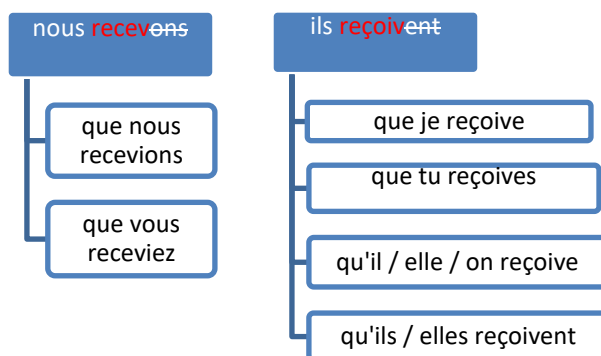 nous recevons
que nous
recevions
que vous
receviez
ils reçoivent
que je reçoive
que tu reçoives
qu'il / elle / on reçoive
qu'ils / elles reçoivent